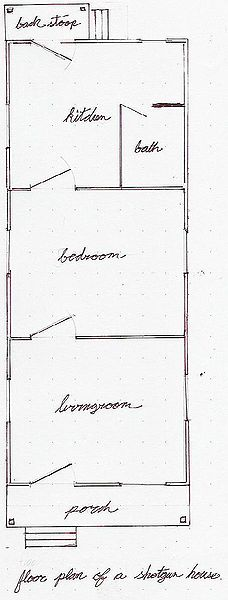 back stoop
kitchen
bath
bedroom
livingroom
porch
floor plan of a shotgun house.